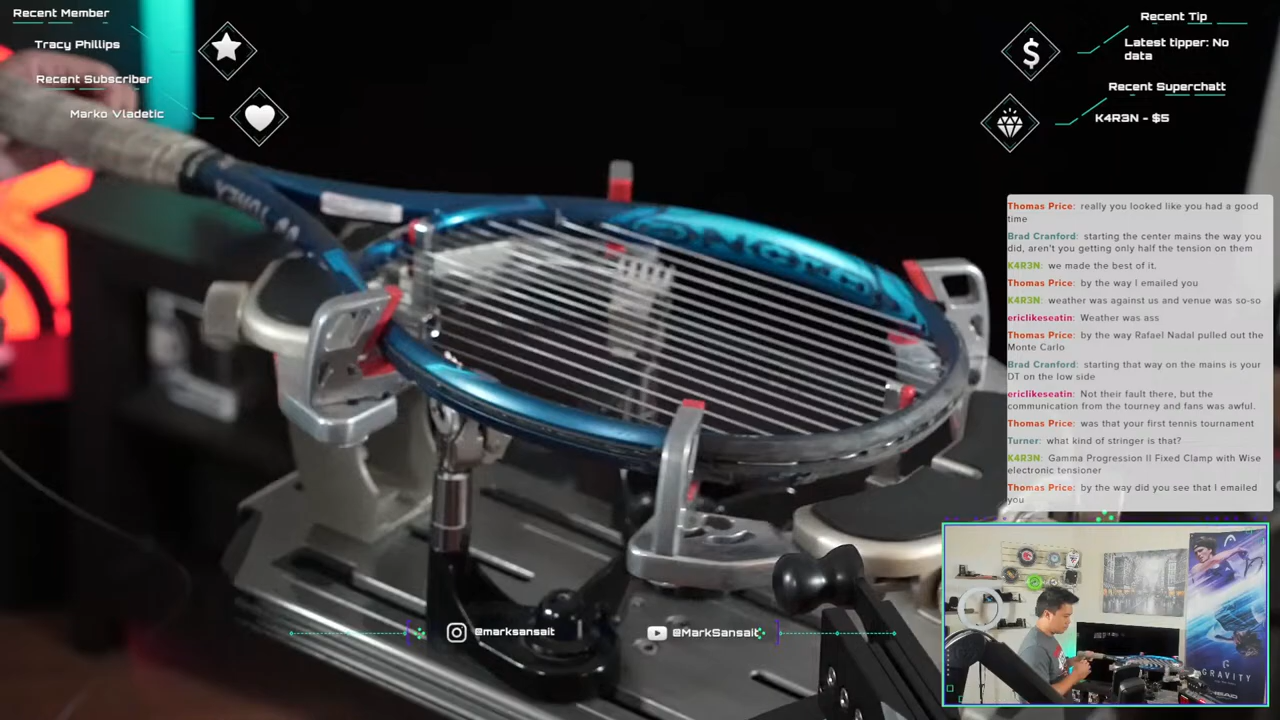 Recent Member
Tracy Phillips
Recent Subscriber
Marko Vladetic
Recent Tip
Latest tipper: No
data
Recent Superchatt
K4R3N - $5
Thomas Price: really you looked like you had a good
time
Brad Cranford: starting the center mains the way you
did, aren't you getting only half the tension on them
K4R3N: we made the best of it.
Thomas Price: by the way I emailed you
K4R3N: weather was against us and venue was so-so
ericlikeseatin: Weather was ass
Thomas Price: by the way Rafael Nadal pulled out the
Monte Carlo
Brad Cranford: starting that way on the mains is your
DT on the low side
ericlikeseatin: Not their fault there, but the
communication from the tourney and fans was awful.
Thomas Price: was that your first tennis tournament
Turner: what kind of stringer is that?
K4R3N: Gamma Progression II Fixed Clamp with Wise
electronic tensioner
Thomas Price: by the way did you see that I emailed
you
YONEX
@marksansait
@MarkSansait
GRAVITY
HEAD